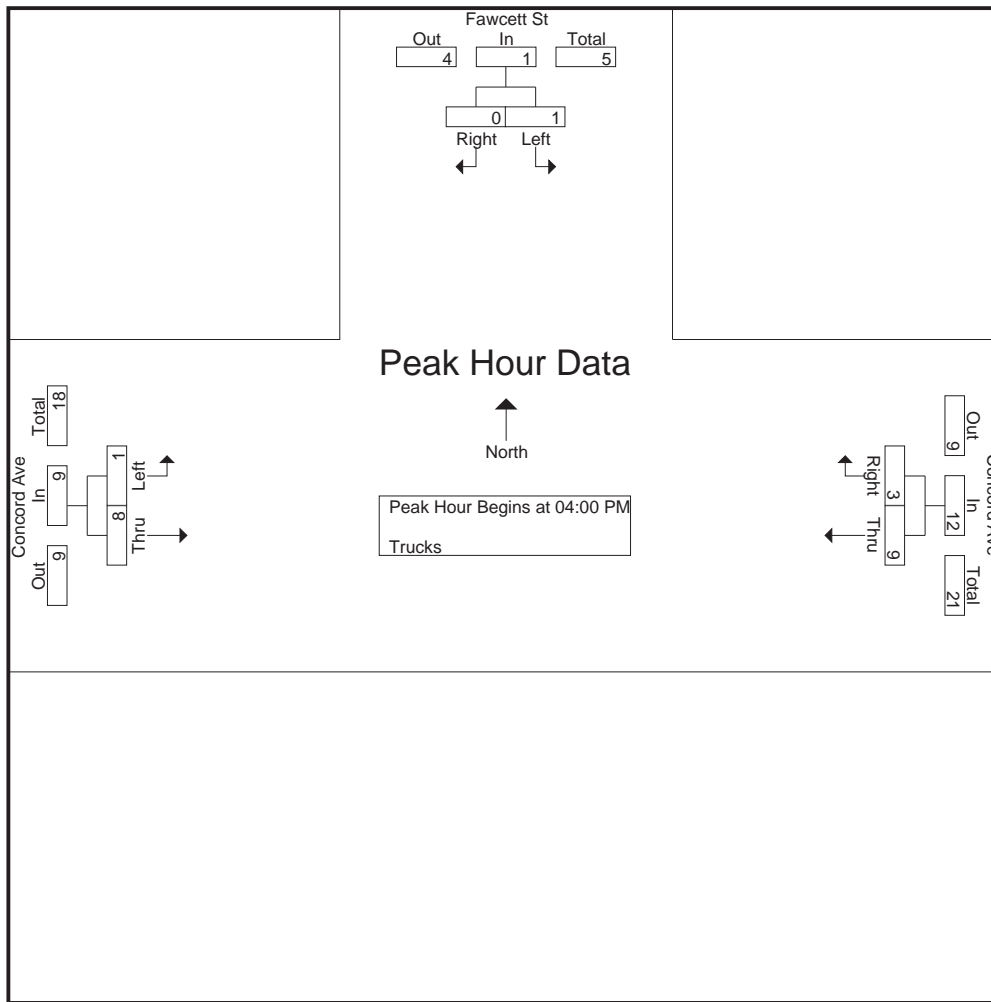 Fawcett St
Out In Total
4 1 5
0 1
Right Left
Peak Hour Data
North
Peak Hour Begins at 04:00 PM
Trucks
Concord Ave
Total In Out
18 9 9
1 8
Left Thru
Right Thru
3 9
Out In Total
9 12 21
Concord Ave